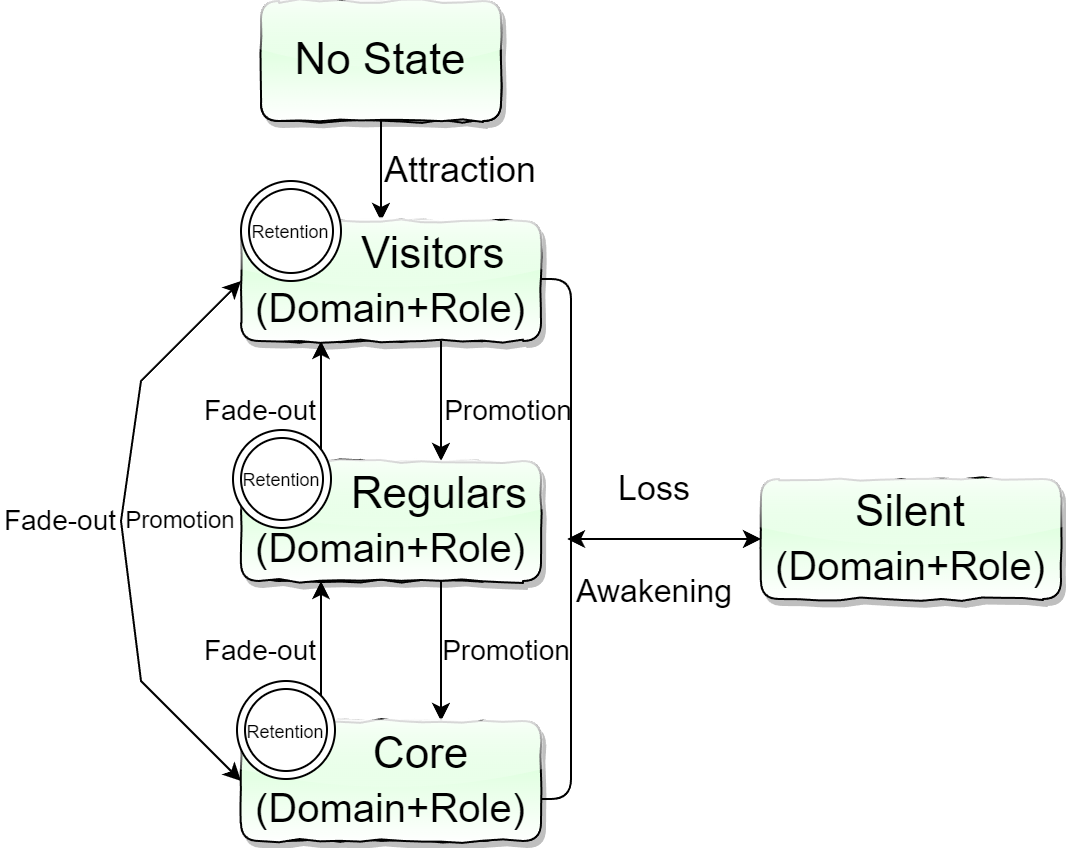 No State
Attraction
Retention
Visitors
(Domain+Role)
Fade-out
Promotion
Retention
Regulars
(Domain+Role)
Fade-out
Promotion
Loss
Awakening
Silent
(Domain+Role)
Fade-out
Promotion
Retention
Core
(Domain+Role)